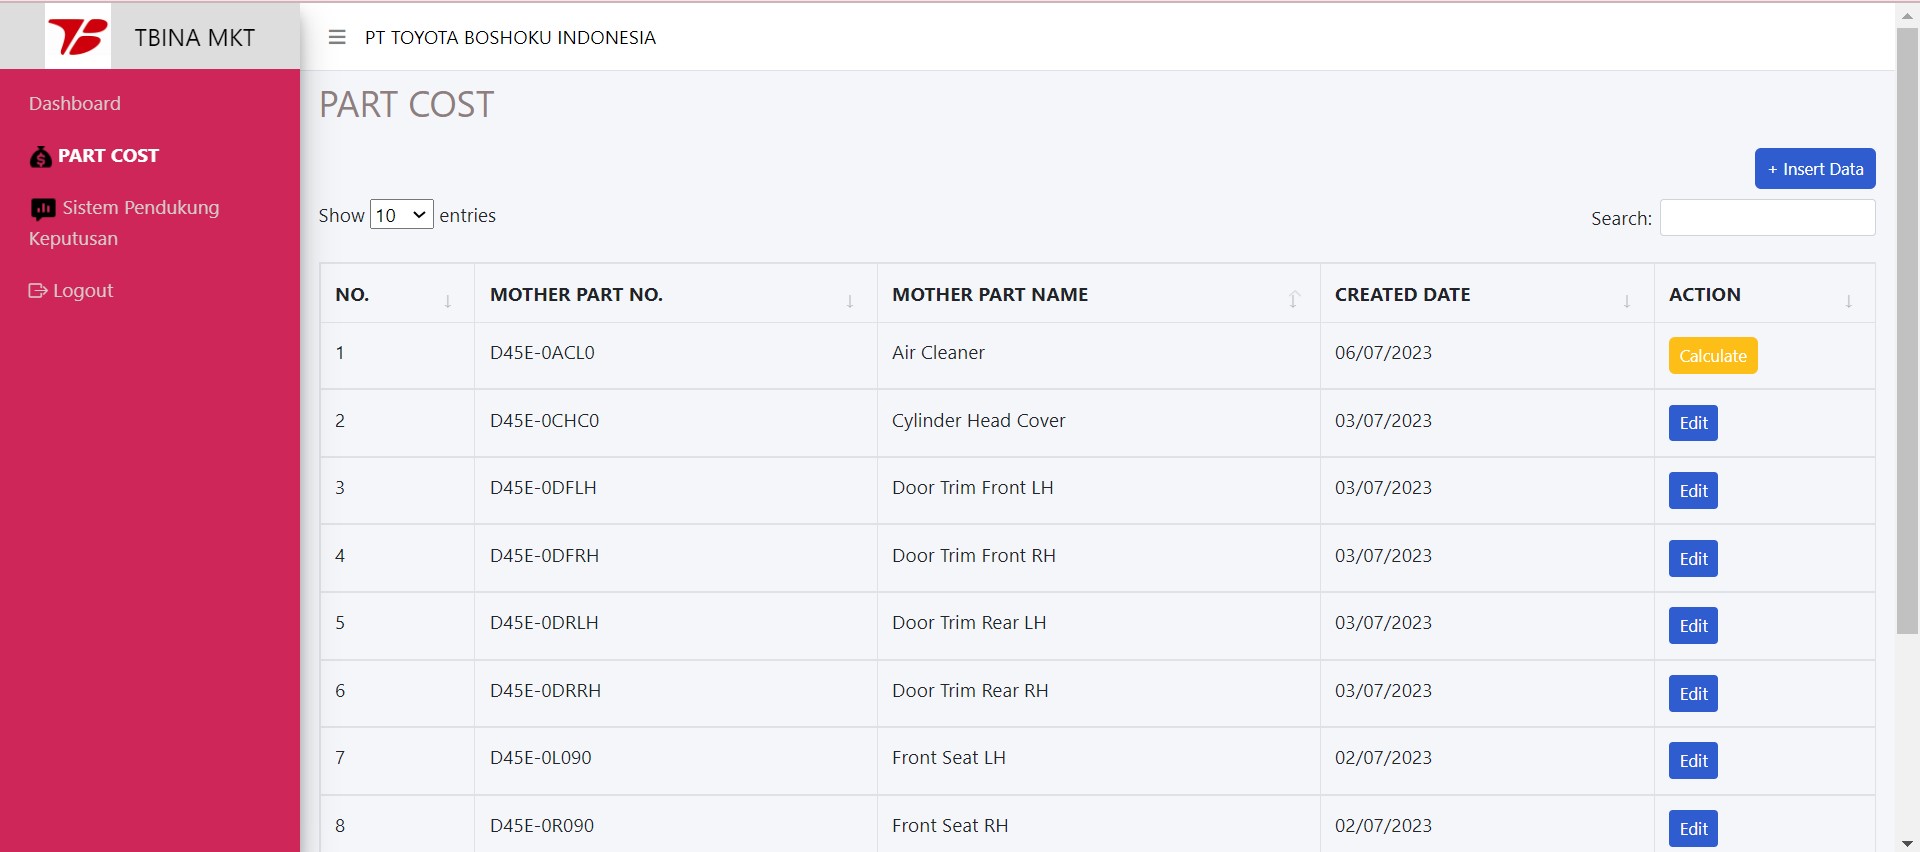 TBINA MKT
PT TOYOTA BOSHOKU INDONESIA
Dashboard
PART COST
Sistem Pendukung
Keputusan
Logout
PART COST
+ Insert Data
Show 10 entries
Search:
NO. MOTHER PART NO. MOTHER PART NAME CREATED DATE ACTION
1 D45E-0ACL0 Air Cleaner 06/07/2023 Calculate
2 D45E-0CHC0 Cylinder Head Cover 03/07/2023 Edit
3 D45E-0DFLH Door Trim Front LH 03/07/2023 Edit
4 D45E-0DFRH Door Trim Front RH 03/07/2023 Edit
5 D45E-0DRLH Door Trim Rear LH 03/07/2023 Edit
6 D45E-0DRRH Door Trim Rear RH 03/07/2023 Edit
7 D45E-0L090 Front Seat LH 02/07/2023 Edit
8 D45E-0R090 Front Seat RH 02/07/2023 Edit